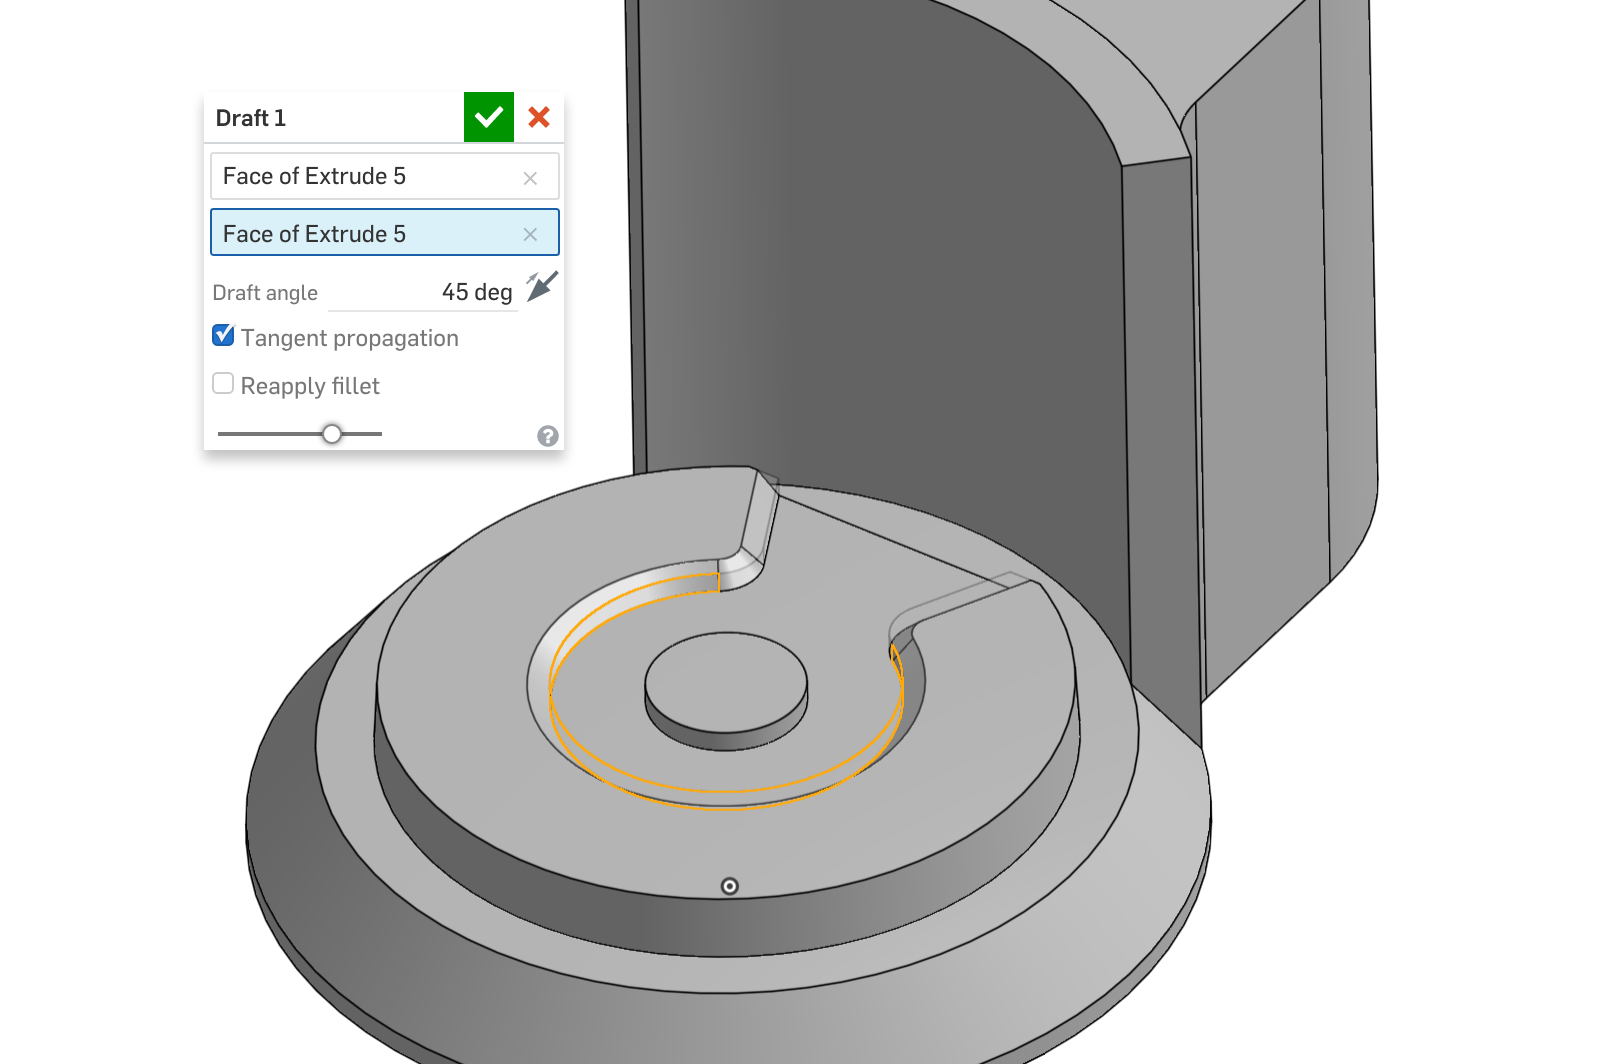 Draft 1
Face of Extrude 5
Face of Extrude 5
Draft angle 45 deg
Tangent propagation
Reapply fillet
?